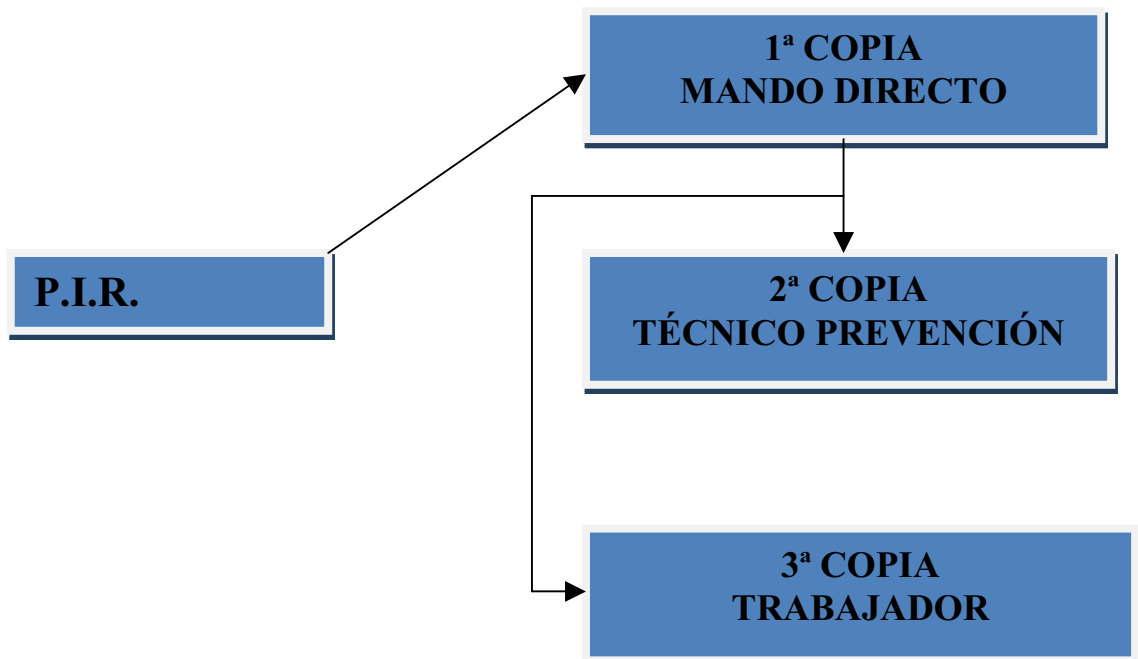 1ª COPIA
MANDO DIRECTO
P.I.R.
2ª COPIA
TÉCNICO PREVENCIÓN
3ª COPIA
TRABAJADOR